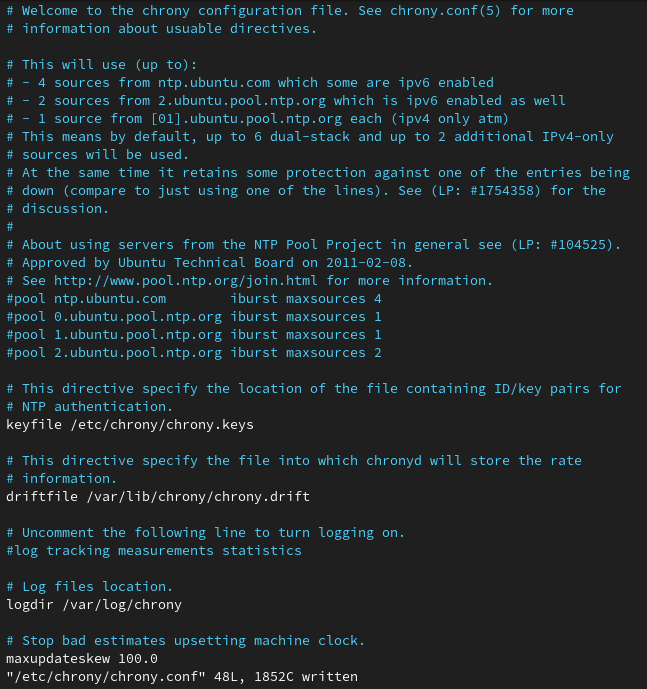 # Welcome to the chrony configuration file. See chrony.conf(5) for more
# information about usuable directives.
# This will use (up to):
# - 4 sources from ntp.ubuntu.com which some are ipv6 enabled
# - 2 sources from 2.ubuntu.pool.ntp.org which is ipv6 enabled as well
# - 1 source from [01].ubuntu.pool.ntp.org each (ipv4 only atm)
# This means by default, up to 6 dual-stack and up to 2 additional IPv4-only
# sources will be used.
# At the same time it retains some protection against one of the entries being
# down (compare to just using one of the lines). See (LP: #1754358) for the
# discussion.
#
# About using servers from the NTP Pool Project in general see (LP: #104525).
# Approved by Ubuntu Technical Board on 2011-02-08.
# See http://www.pool.ntp.org/join.html for more information.
#pool ntp.ubuntu.com        iburst maxsources 4
#pool 0.ubuntu.pool.ntp.org iburst maxsources 1
#pool 1.ubuntu.pool.ntp.org iburst maxsources 1
#pool 2.ubuntu.pool.ntp.org iburst maxsources 2
# This directive specify the location of the file containing ID/key pairs for
# NTP authentication.
keyfile /etc/chrony/chrony.keys
# This directive specify the file into which chronyd will store the rate
# information.
driftfile /var/lib/chrony/chrony.drift
# Uncomment the following line to turn logging on.
#log tracking measurements statistics
# Log files location.
logdir /var/log/chrony
# Stop bad estimates upsetting machine clock.
maxupdateskew 100.0
"/etc/chrony/chrony.conf" 48L, 1852C written